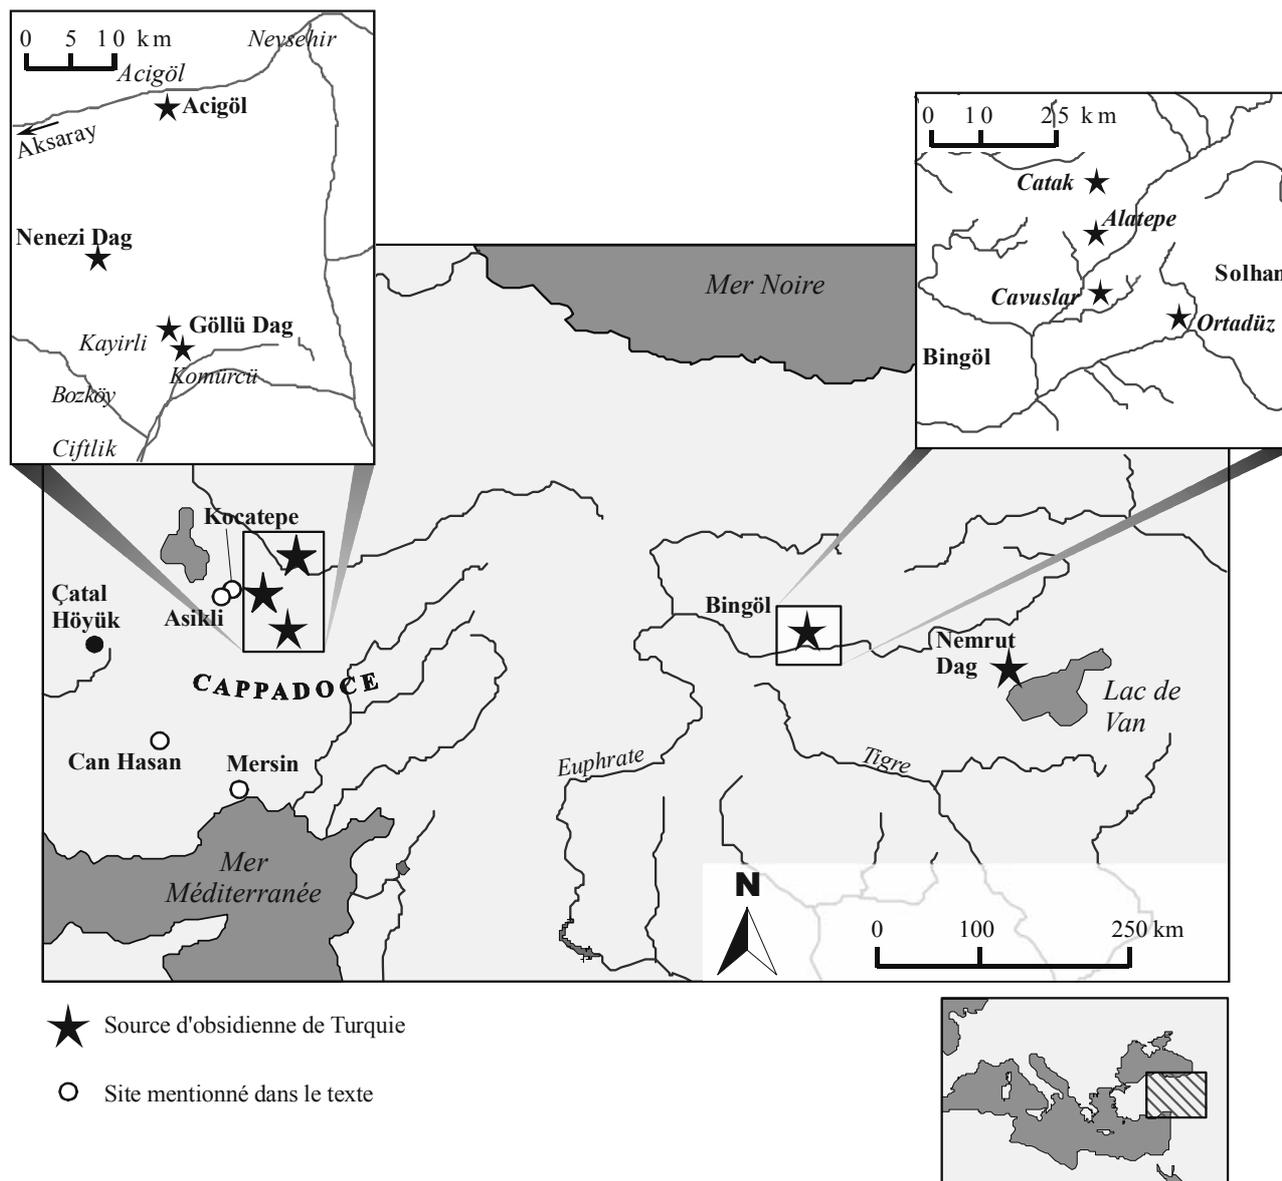 0 5 10 km
Nevsehir
Acigöl
Acigöl
Aksaray
Nenezi Dag
Göllü Dag
Kayirli
Komürcü
Bozköy
Ciftlik
0 10 25 km
Catak
Alatepe
Solhan
Cavuslar
Ortadüz
Bingöl
Mer Noire
Kocatepe
Çatal
Höyük
Asikli
CAPPADOCE
Can Hasan
Mersin
Bingöl
Nemrut
Dag
Lac de
Van
Euphrate
Tigre
Mer
Méditerranée
N
0 100 250 km
Source d'obsidienne de Turquie
Site mentionné dans le texte